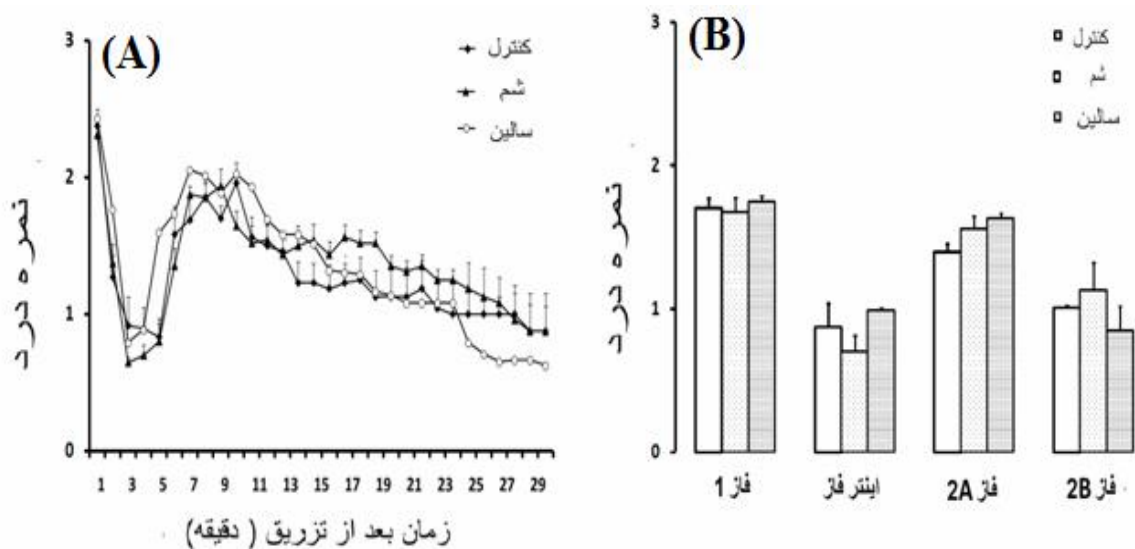 (A)
نمره درد
3
2
1
0
کنترل
شم
سالین
1 3 5 7 9 11 13 15 17 19 21 23 25 27 29
زمان بعد از تزریق ( دقیقه)
(B)
نمره درد
3
2
1
0
کنترل
شم
سالین
فاز 1
اینتر فاز
فاز 2A
فاز 2B